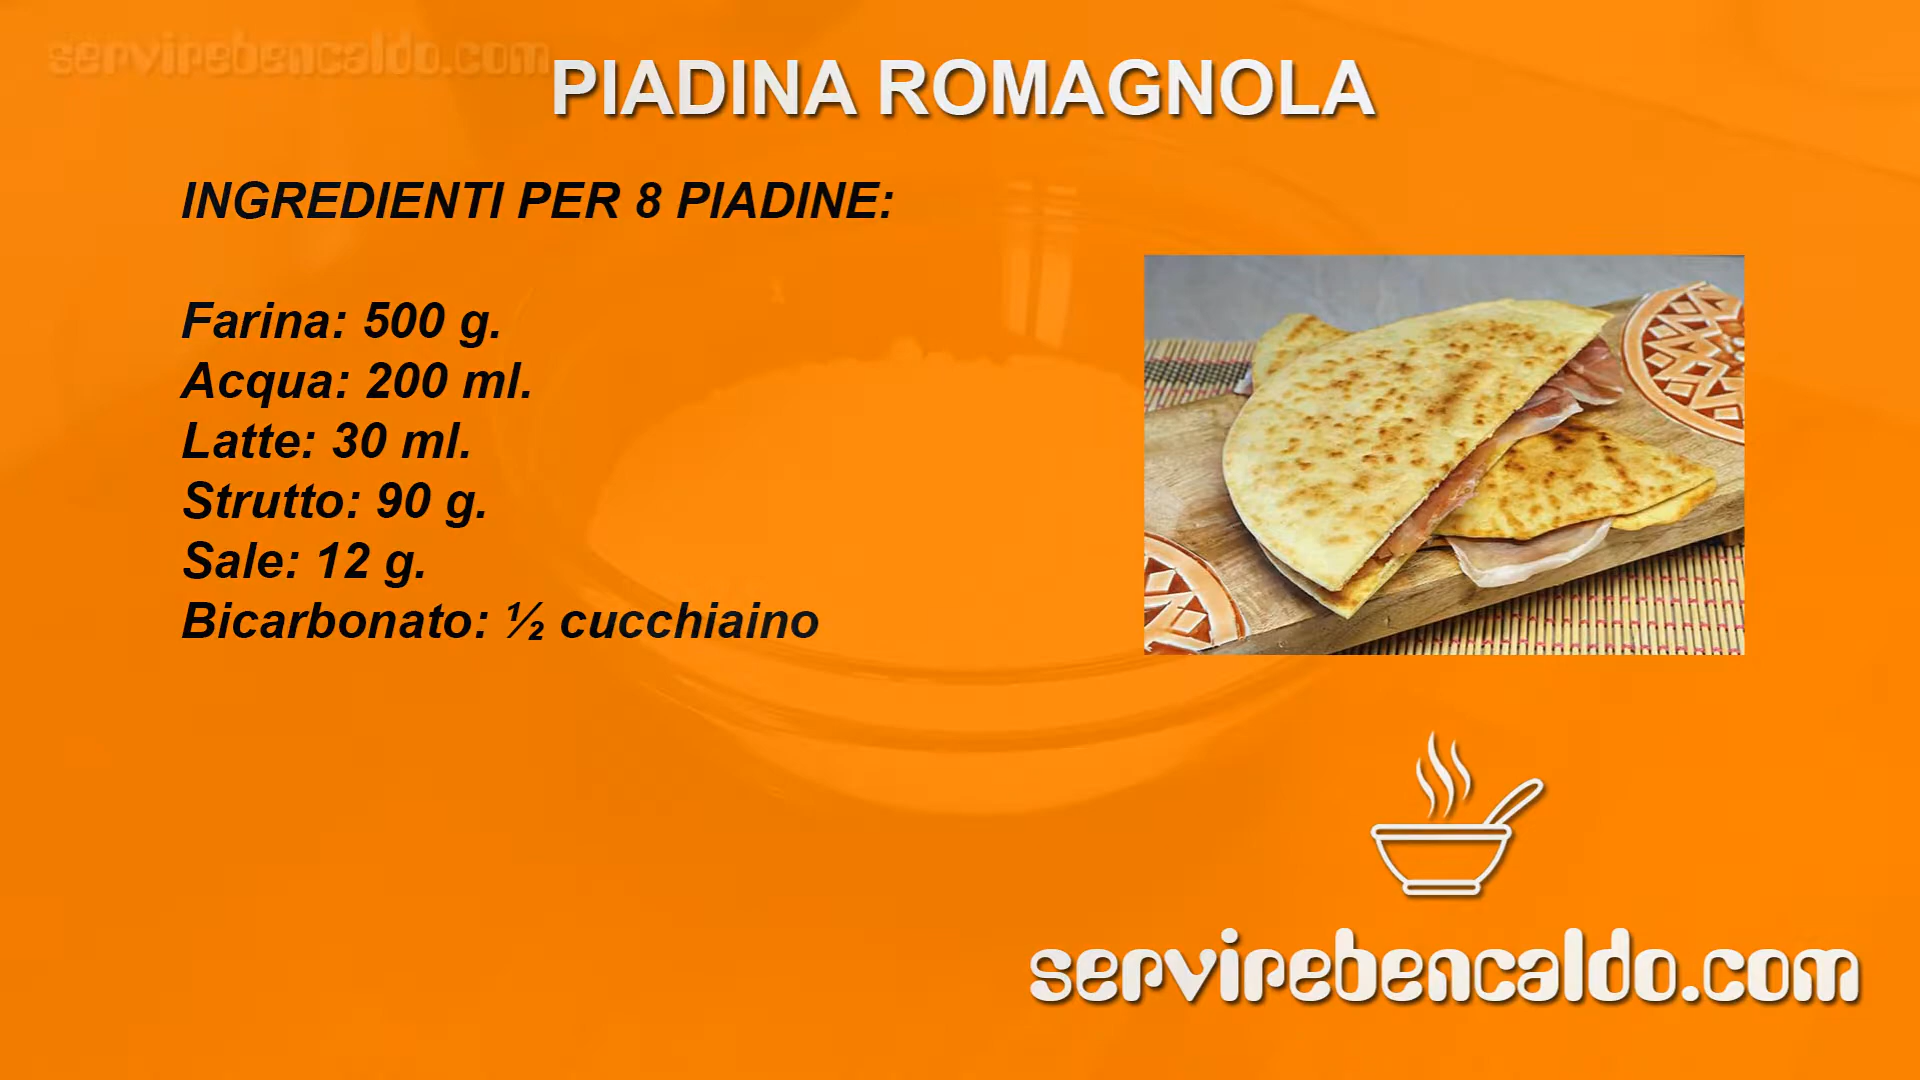 servirebencaldo.com
PIADINA ROMAGNOLA
INGREDIENTI PER 8 PIADINE:
Farina: 500 g.
Acqua: 200 ml.
Latte: 30 ml.
Strutto: 90 g.
Sale: 12 g.
Bicarbonato: ½ cucchiaino
servirebencaldo.com